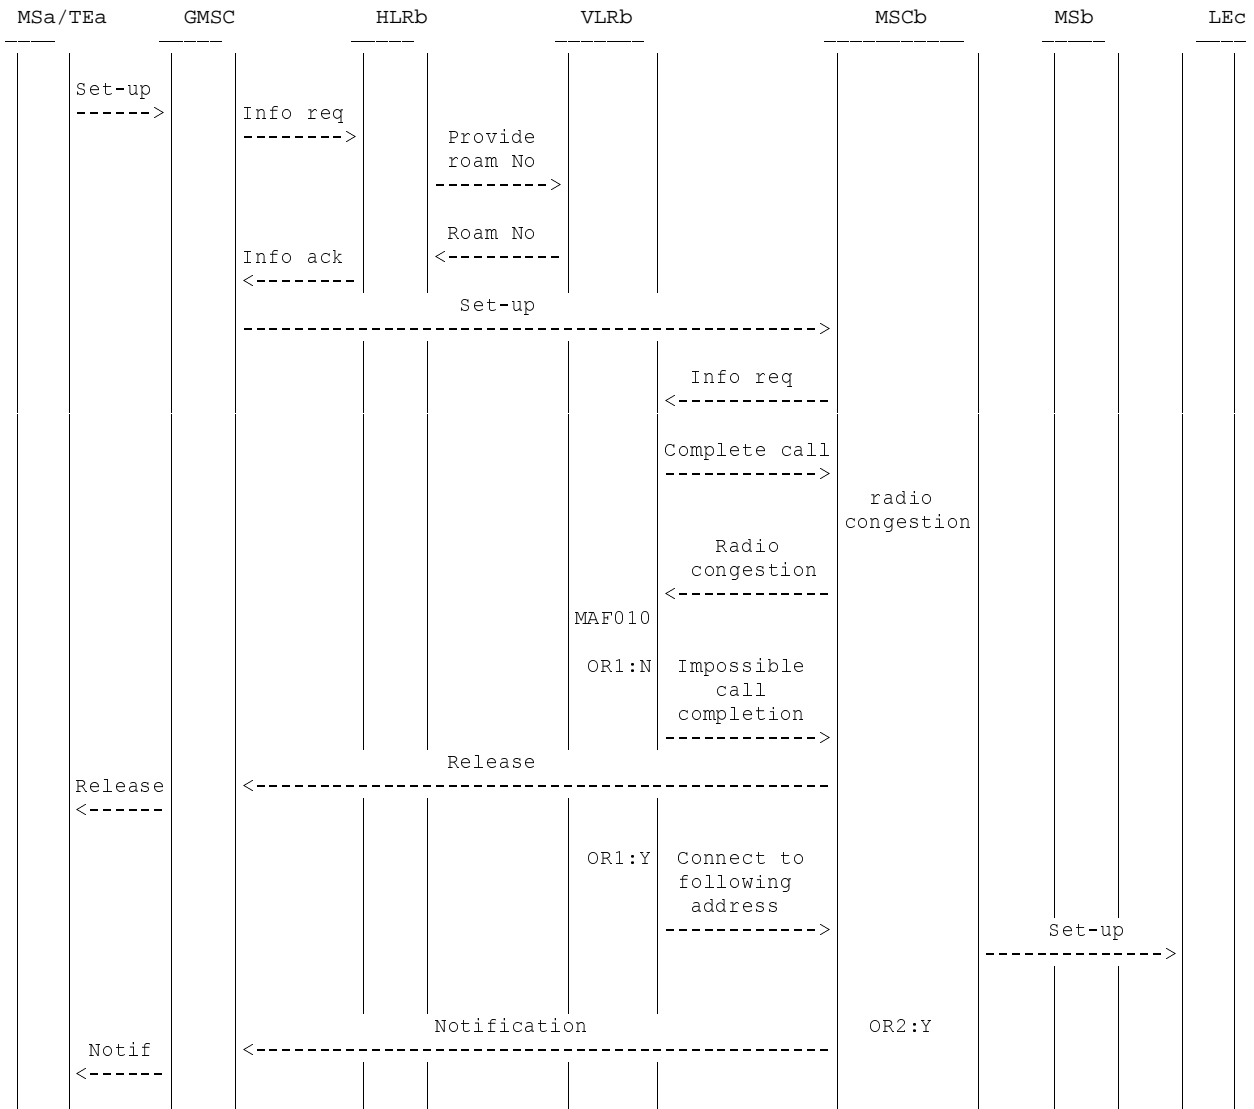 MSa/TEa GMSC HLRb VLRb MSCb MSb LEc
Set-up
Info req
Provide
roam No
Roam No
Info ack
Set-up
Info req
Complete call
radio
congestion
Radio
congestion
MAF010
OR1:N Impossible
call
completion
Release
Release
OR1:Y Connect to
following
address
Set-up
Notification OR2:Y
Notif